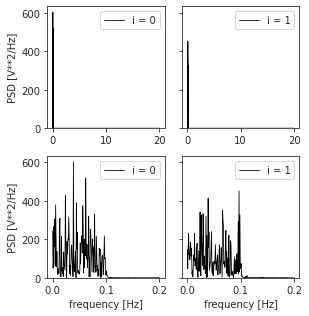 600
400
200
0
PSD [V**2/Hz]
i = 0
0 10 20
i = 1
0 10 20
600
400
200
0
PSD [V**2/Hz]
i = 0
0.0 0.1 0.2
frequency [Hz]
i = 1
0.0 0.1 0.2
frequency [Hz]